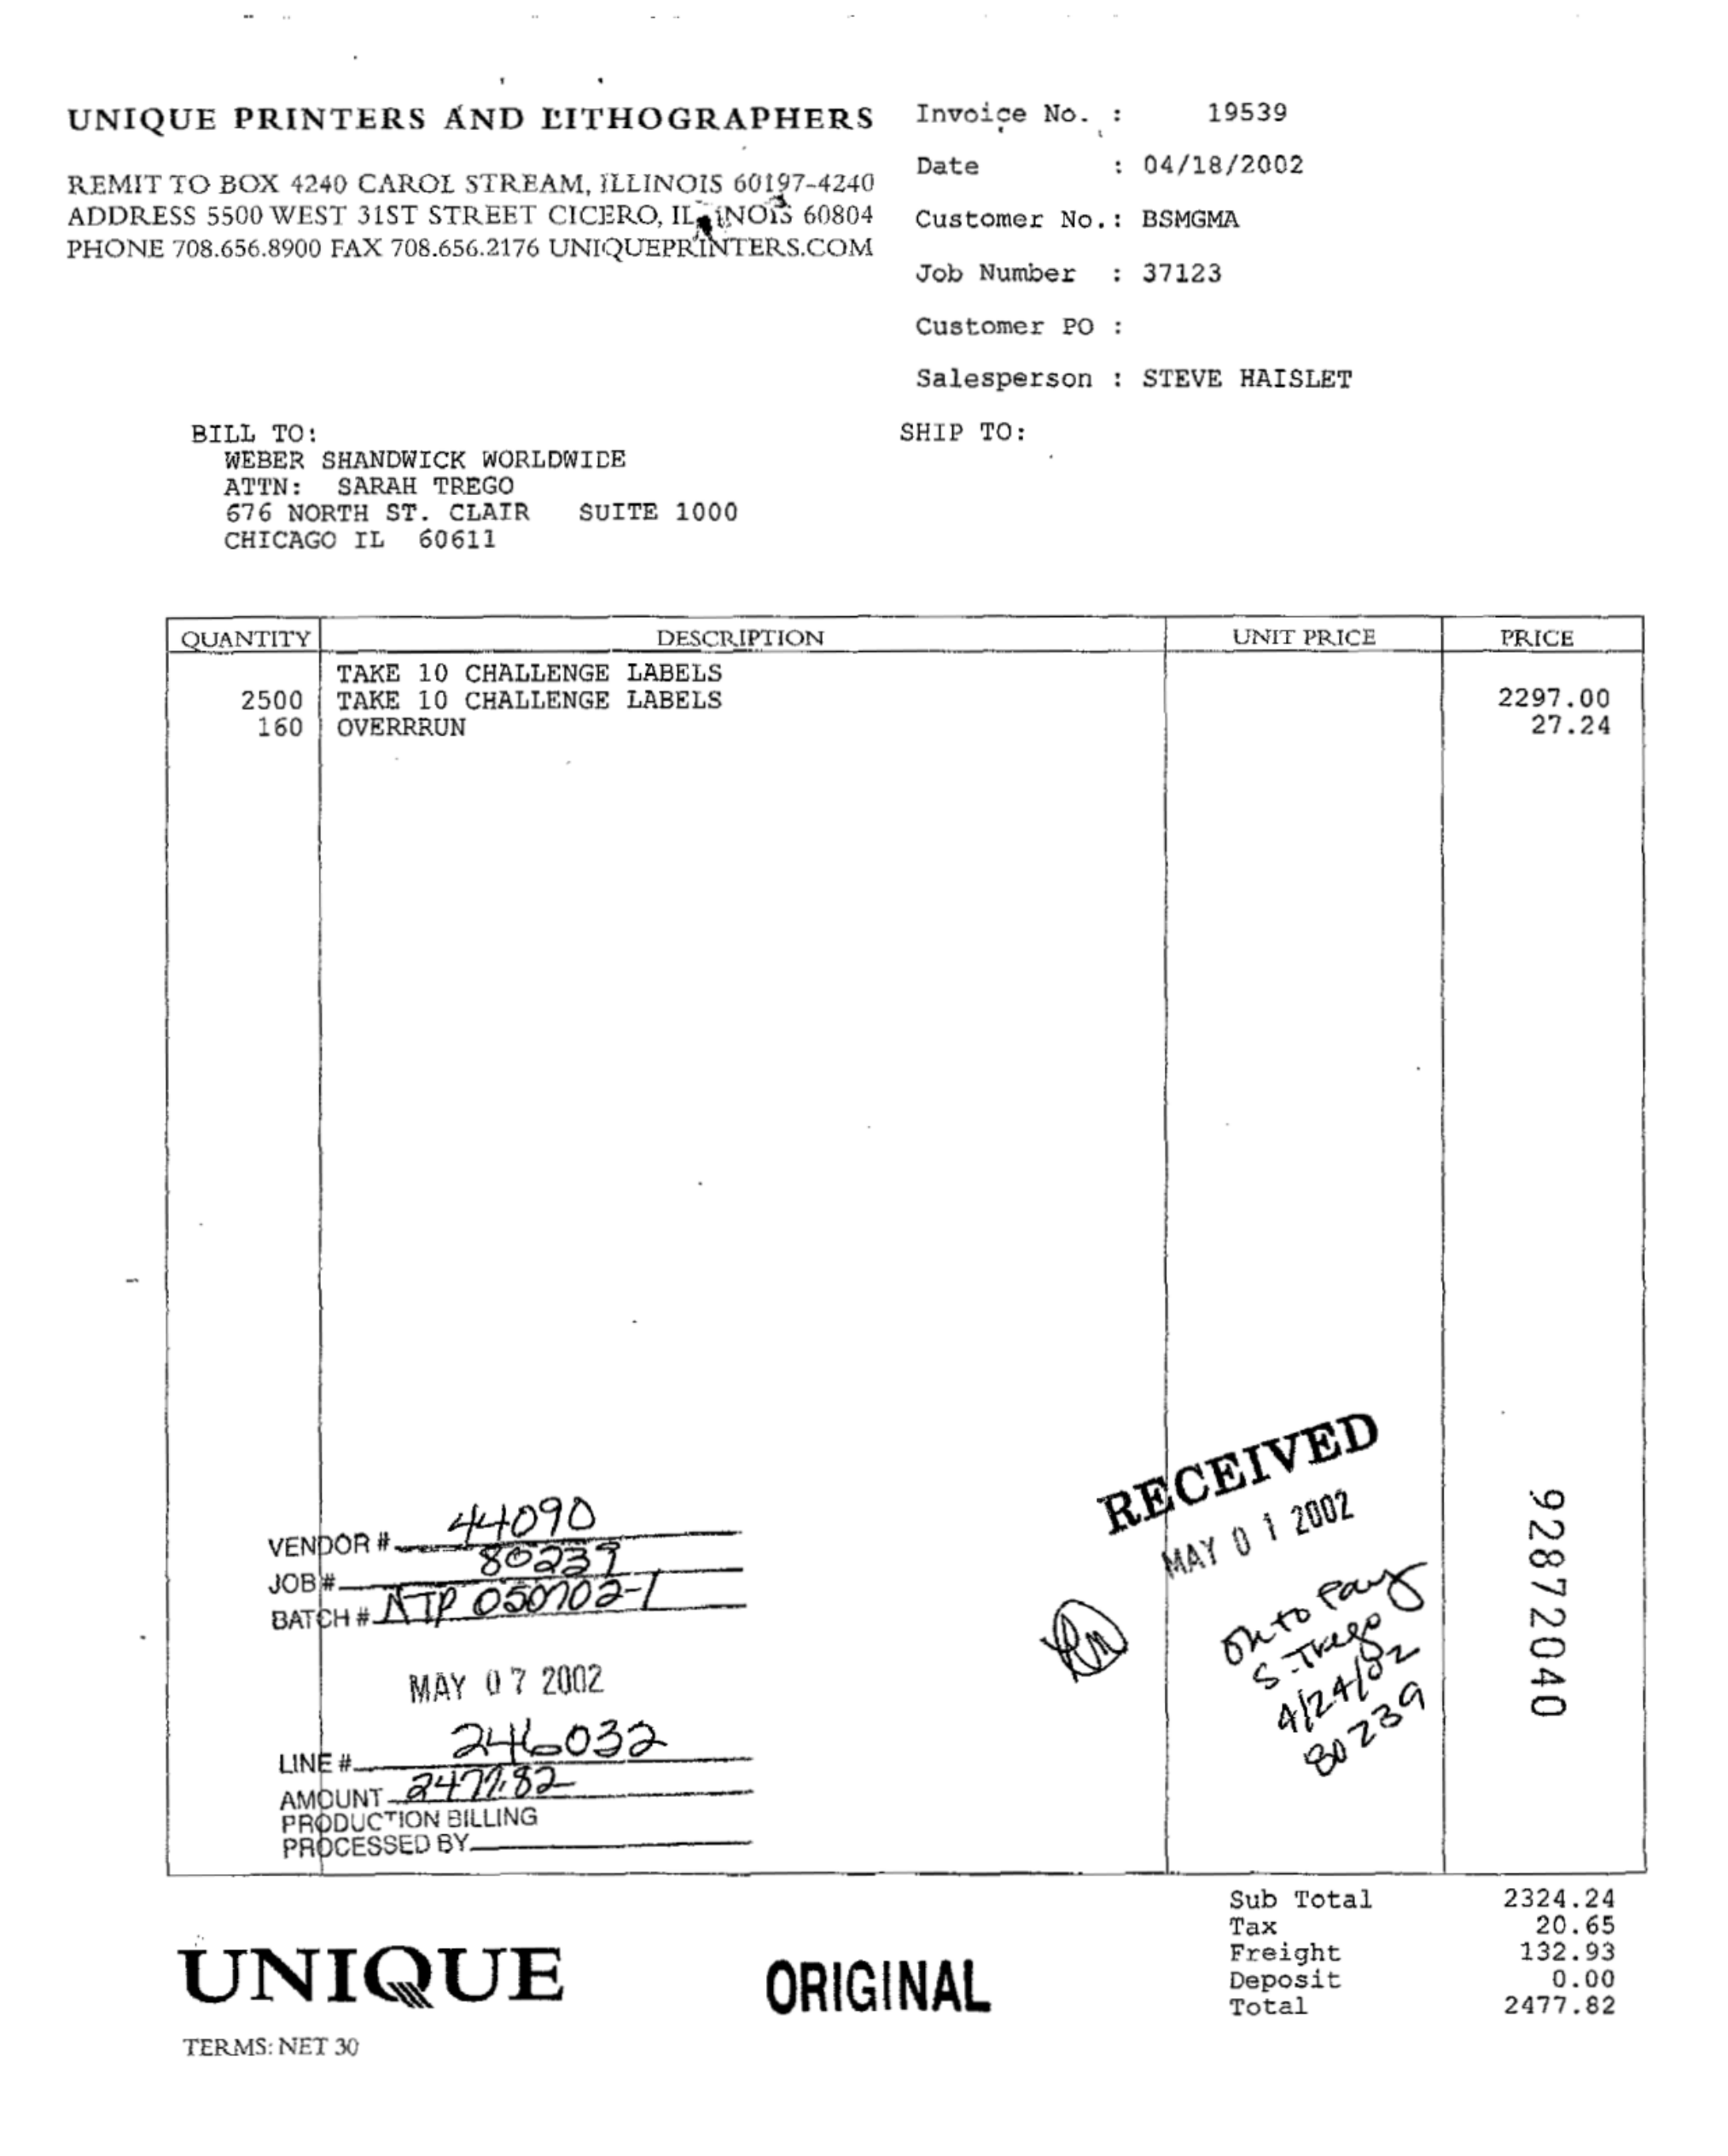 UNIQUE PRINTERS AND LITHOGRAPHERS
REMIT TO BOX 4240 CAROL STREAM, ILLINOIS 60197-4240
ADDRESS 5500 WEST 31ST STREET CICERO, ILLINOIS 60804
PHONE 708.656.8900 FAX 708.656.2176 UNIQUEPRINTERS.COM
Invoice No. : 19539
Date : 04/18/2002
Customer No.: BSMGMA
Job Number : 37123
Customer PO :
Salesperson : STEVE HAISLET
BILL TO:
WEBER SHANDWICK WORLDWIDE
ATTN: SARAH TREGO
676 NORTH ST. CLAIR SUITE 1000
CHICAGO IL 60611
SHIP TO:
QUANTITY DESCRIPTION UNIT PRICE PRICE
TAKE 10 CHALLENGE LABELS
2500 TAKE 10 CHALLENGE LABELS 2297.00
160 OVERRRUN 27.24
RECEIVED
MAY 01 2002
OK to Pay
S-Trego
4/24/02
80239
92872040
VENDOR # 44090
JOB # 80239
BATCH # NTP 050702-1
MAY 07 2002
LINE # 246032
AMOUNT 2477.82
PRODUCTION BILLING
PROCESSED BY
Sub Total 2324.24
Tax 20.65
Freight 132.93
Deposit 0.00
Total 2477.82
UNIQUE
ORIGINAL
TERMS: NET 30